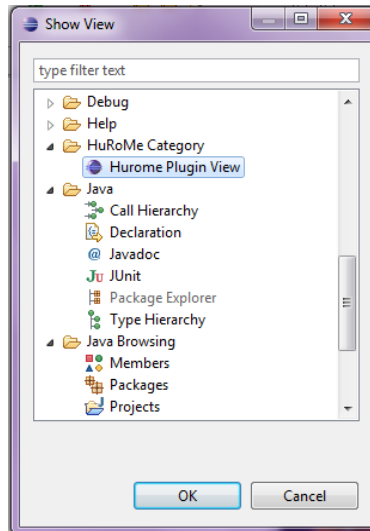 Show View
type filter text
Debug
Help
HuRoMe Category
Hurome Plugin View
Java
Call Hierarchy
Declaration
@ Javadoc
JU JUnit
Package Explorer
Type Hierarchy
Java Browsing
Members
Packages
Projects
OK Cancel